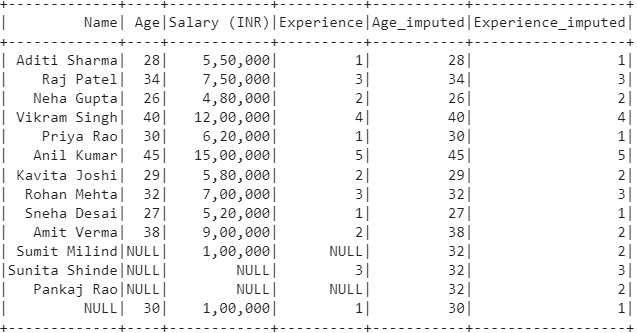 +-------------+----+------------+----------+-----------+------------------+
|         Name| Age|Salary (INR)|Experience|Age_imputed|Experience_imputed|
+-------------+----+------------+----------+-----------+------------------+
| Aditi Sharma|  28|    5,50,000|         1|         28|                 1|
|    Raj Patel|  34|    7,50,000|         3|         34|                 3|
|   Neha Gupta|  26|    4,80,000|         2|         26|                 2|
| Vikram Singh|  40|   12,00,000|         4|         40|                 4|
|    Priya Rao|  30|    6,20,000|         1|         30|                 1|
|   Anil Kumar|  45|   15,00,000|         5|         45|                 5|
| Kavita Joshi|  29|    5,80,000|         2|         29|                 2|
|  Rohan Mehta|  32|    7,00,000|         3|         32|                 3|
|  Sneha Desai|  27|    5,20,000|         1|         27|                 1|
|   Amit Verma|  38|    9,00,000|         2|         38|                 2|
| Sumit Milind|NULL|    1,00,000|      NULL|         32|                 2|
|Sunita Shinde|NULL|        NULL|         3|         32|                 3|
|   Pankaj Rao|NULL|        NULL|      NULL|         32|                 2|
|         NULL|  30|    1,00,000|         1|         30|                 1|
+-------------+----+------------+----------+-----------+------------------+